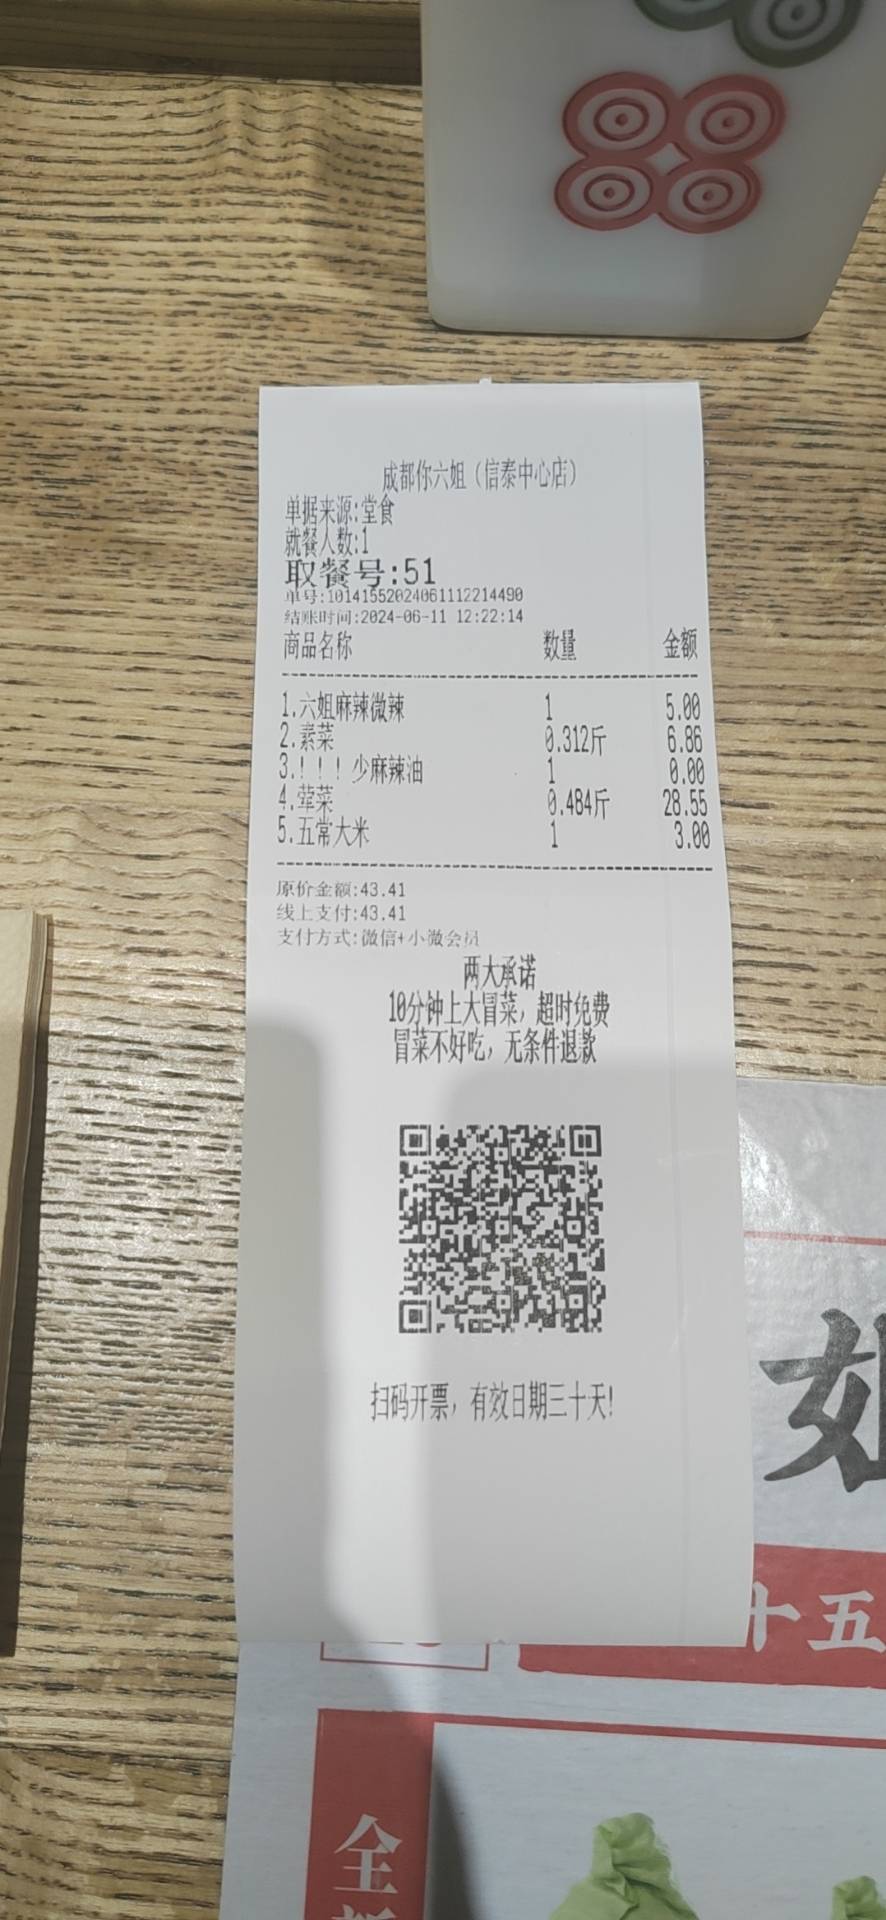 成都你六姐（信泰中心店）
单据来源:堂食
就餐人数:1
取餐号:51
单号:10141552024061112214490
结账时间:2024-06-11 12:22:14
商品名称 数量 金额
1.六姐麻辣微辣 1 5.00
2.素菜 0.312斤 6.86
3.！！！少麻辣油 1 0.00
4.荤菜 0.484斤 28.55
5.五常大米 1 3.00
原价金额:43.41
线上支付:43.41
支付方式:微信+小微会员
两大承诺
10分钟上大冒菜，超时免费
冒菜不好吃，无条件退款
扫码开票，有效日期三十天!
十五
全